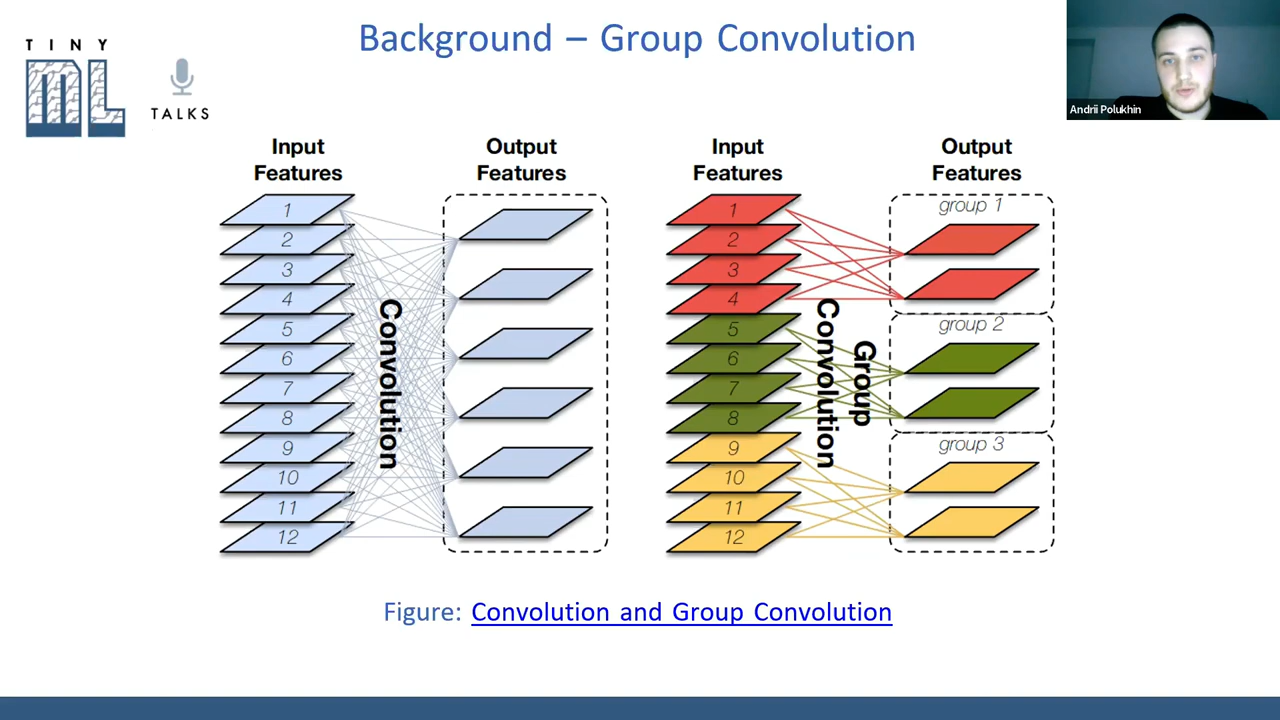 Background – Group Convolution
TINY
ML
TALKS
Andrii Polukhin
Input
Features
Output
Features
Input
Features
Output
Features
1
2
3
4
5
6
7
8
9
10
11
12
Convolution
1
2
3
4
5
6
7
8
9
10
11
12
Group
Convolution
group 1
group 2
group 3
Figure: Convolution and Group Convolution